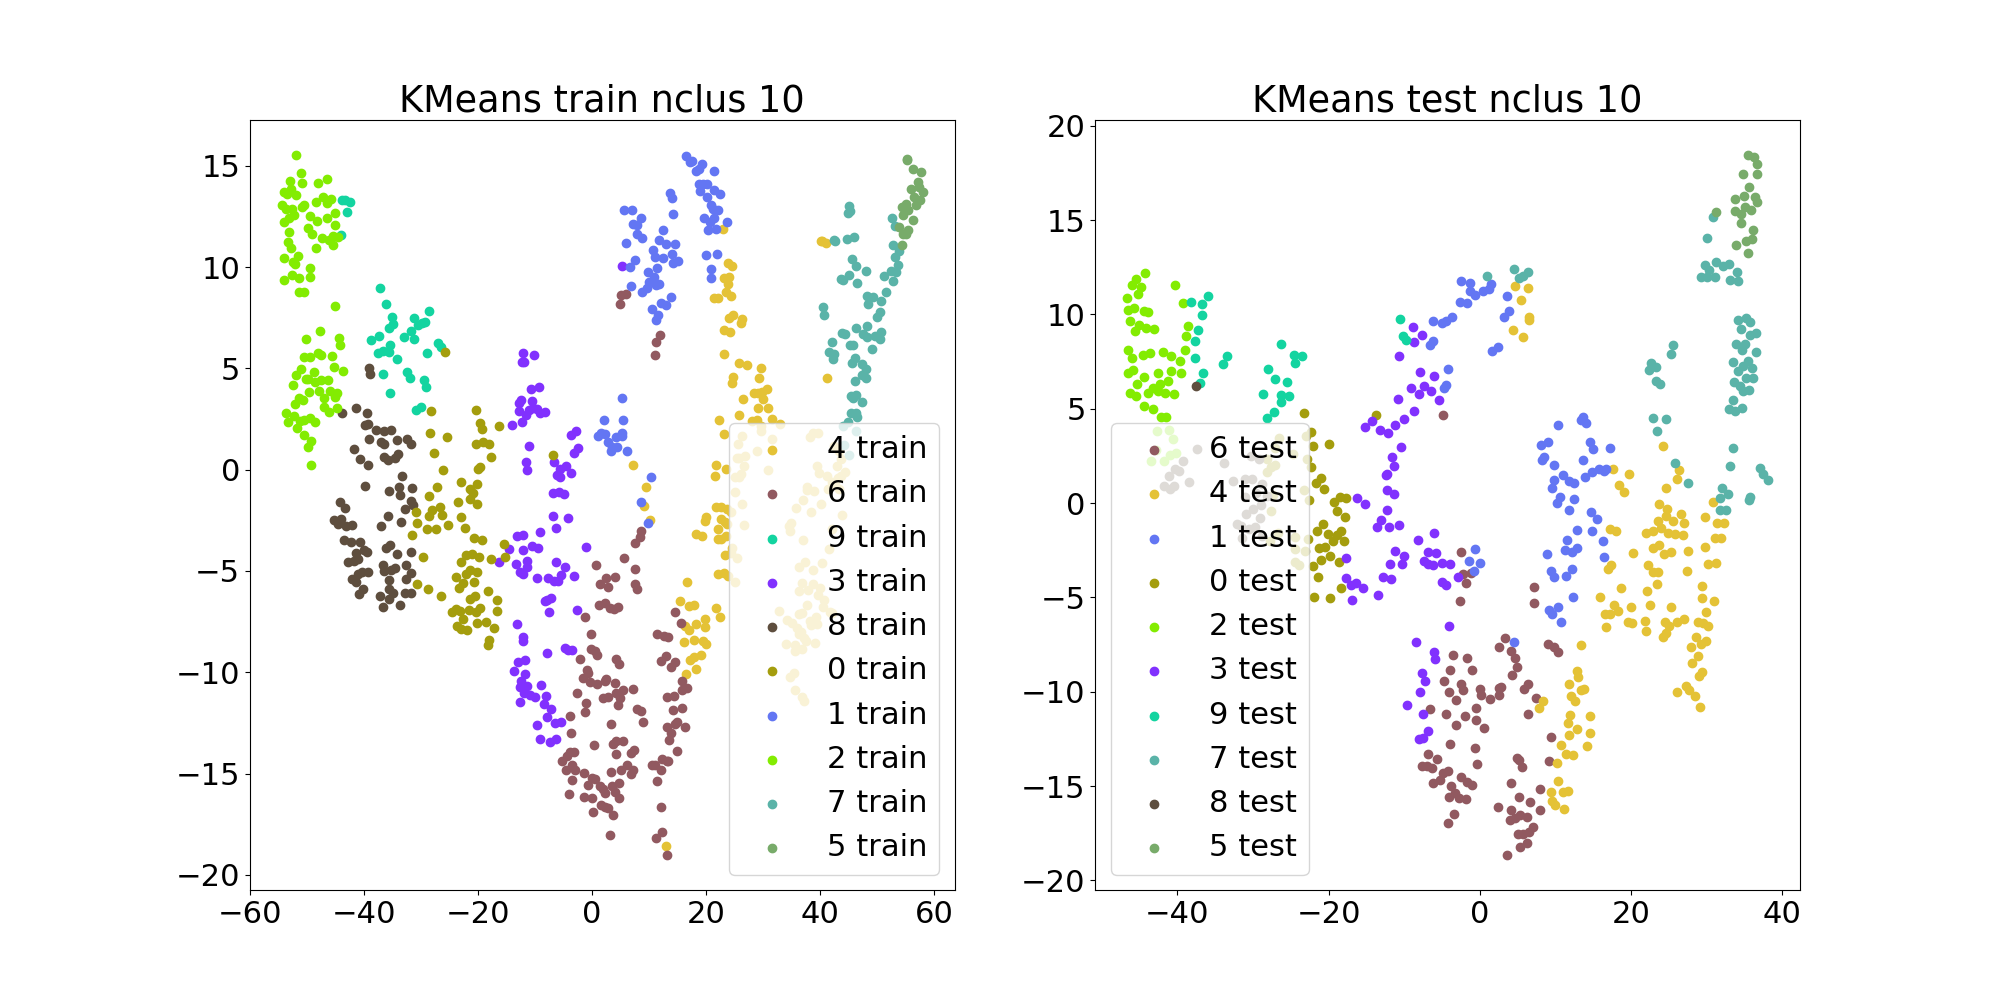 KMeans train nclus 10
15
10
5
0
−5
−10
−15
−20
−60
−40
−20
0
20
40
60
4 train
6 train
9 train
3 train
8 train
0 train
1 train
2 train
7 train
5 train
KMeans test nclus 10
20
15
10
5
0
−5
−10
−15
−20
−40
−20
0
20
40
6 test
4 test
1 test
0 test
2 test
3 test
9 test
7 test
8 test
5 test